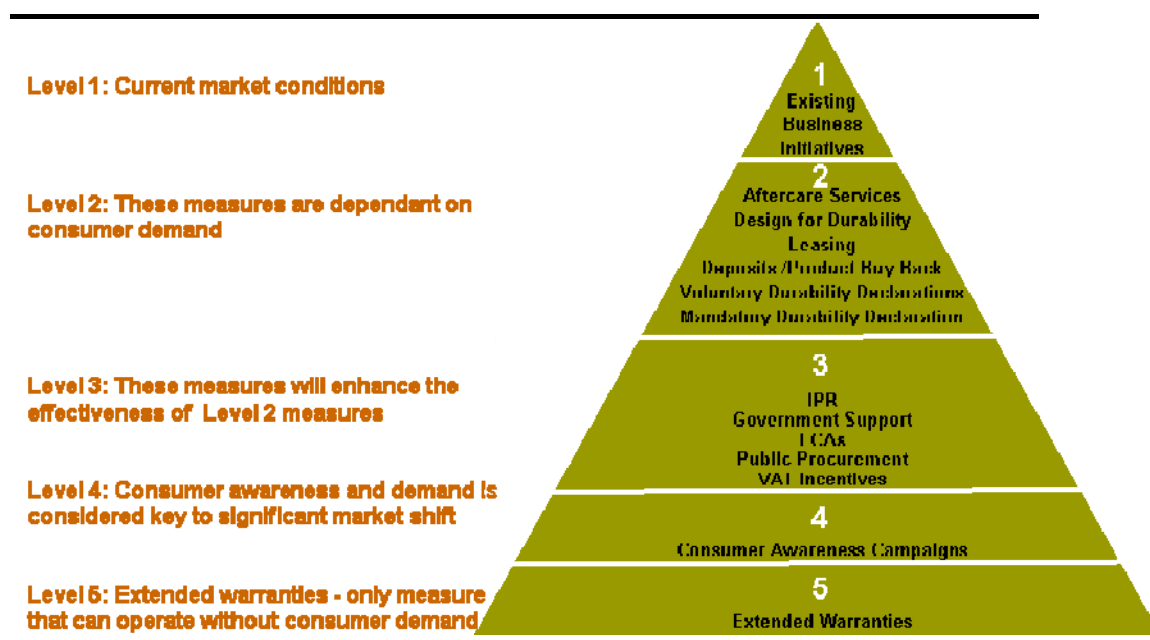 Level 1: Current market conditions
Level 2: These measures are dependant on
consumer demand
Level 3: These measures will enhance the
effectiveness of Level 2 measures
Level 4: Consumer awareness and demand is
considered key to significant market shift
Level 5: Extended warranties - only measure
that can operate without consumer demand
1
Existing
Business
Initiatives
2
Aftercare Services
Design for Durability
Leasing
Deposits /Product Buy Back
Voluntary Durability Declarations
Mandatory Durability Declaration
3
IPR
Government Support
LCAs
Public Procurement
VAT Incentives
4
Consumer Awareness Campaigns
5
Extended Warranties